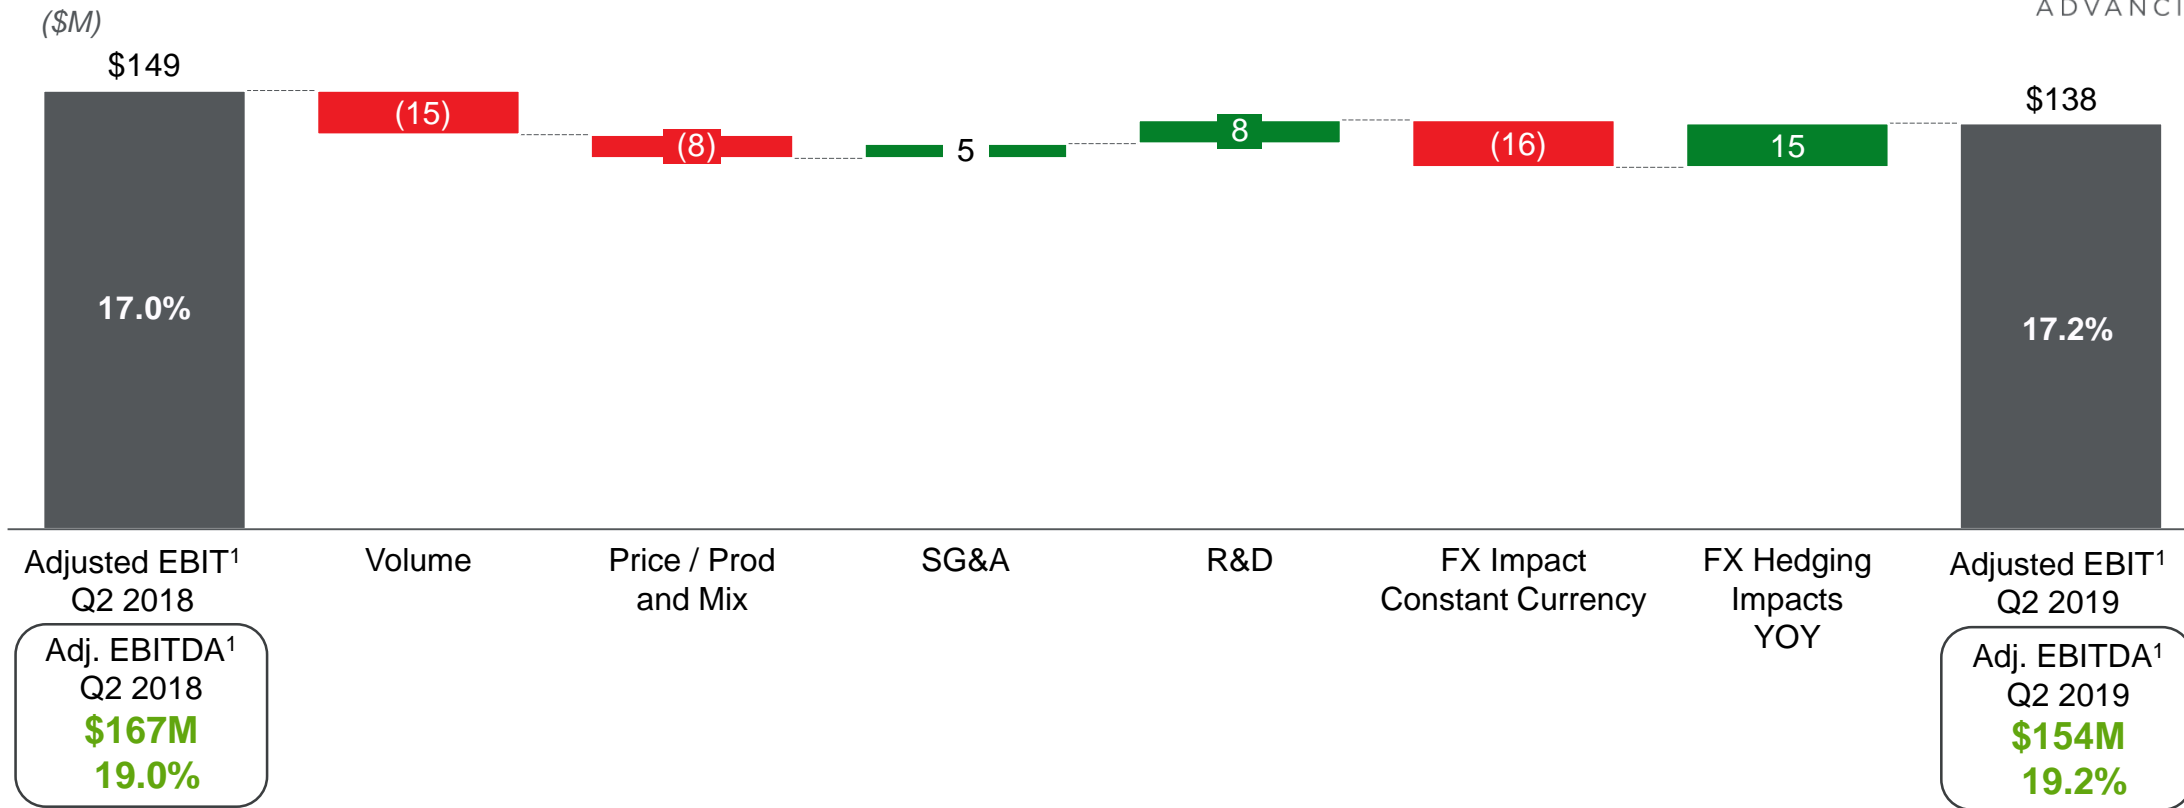 ADVANCI
($M)
$149
(15)
(8)
5
8
(16)
15
$138
17.0%
17.2%
Adjusted EBIT¹
Q2 2018
Volume
Price / Prod
and Mix
SG&A
R&D
FX Impact
Constant Currency
FX Hedging
Impacts
YOY
Adjusted EBIT¹
Q2 2019
Adj. EBITDA¹
Q2 2018
$167M
19.0%
Adj. EBITDA¹
Q2 2019
$154M
19.2%